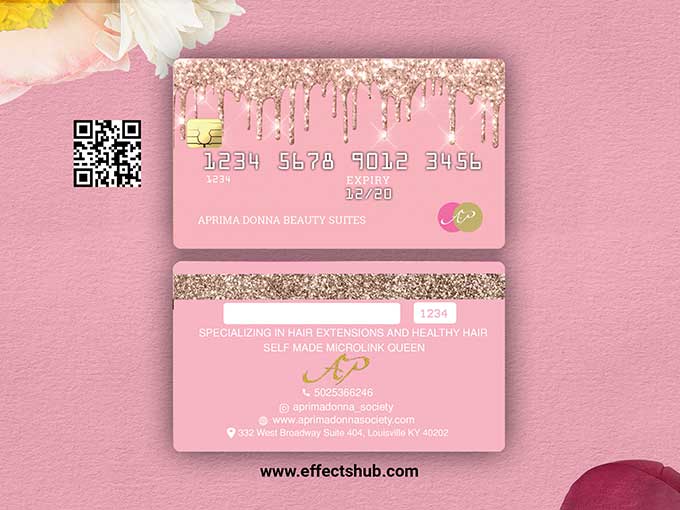 1234 5678 9012 3456
1234
EXPIRY
12/20
APRIMA DONNA BEAUTY SUITES
AP
1234
SPECIALIZING IN HAIR EXTENSIONS AND HEALTHY HAIR
SELF MADE MICROLINK QUEEN
AP
5025366246
aprimadonna_society
www.aprimadonnasociety.com
332 West Broadway Suite 404, Louisville KY 40202
www.effectshub.com